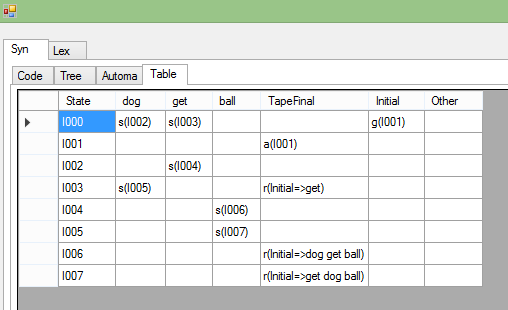 Syn Lex
Code Tree Automa Table
State dog get ball TapeFinal Initial Other
I000 s(I002) s(I003) g(I001)
I001 a(I001)
I002 s(I004)
I003 s(I005) r(Initial=>get)
I004 s(I006)
I005 s(I007)
I006 r(Initial=>dog get ball)
I007 r(Initial=>get dog ball)